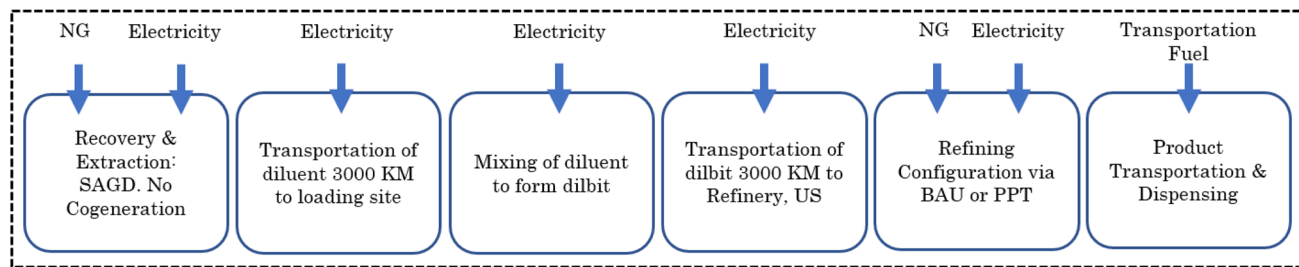 NG
Electricity
Electricity
Electricity
Electricity
NG
Electricity
Transportation
Fuel
Recovery &
Extraction:
SAGD. No
Cogeneration
Transportation of
diluent 3000 KM
to loading site
Mixing of diluent
to form dilbit
Transportation of
dilbit 3000 KM to
Refinery, US
Refining
Configuration via
BAU or PPT
Product
Transportation &
Dispensing